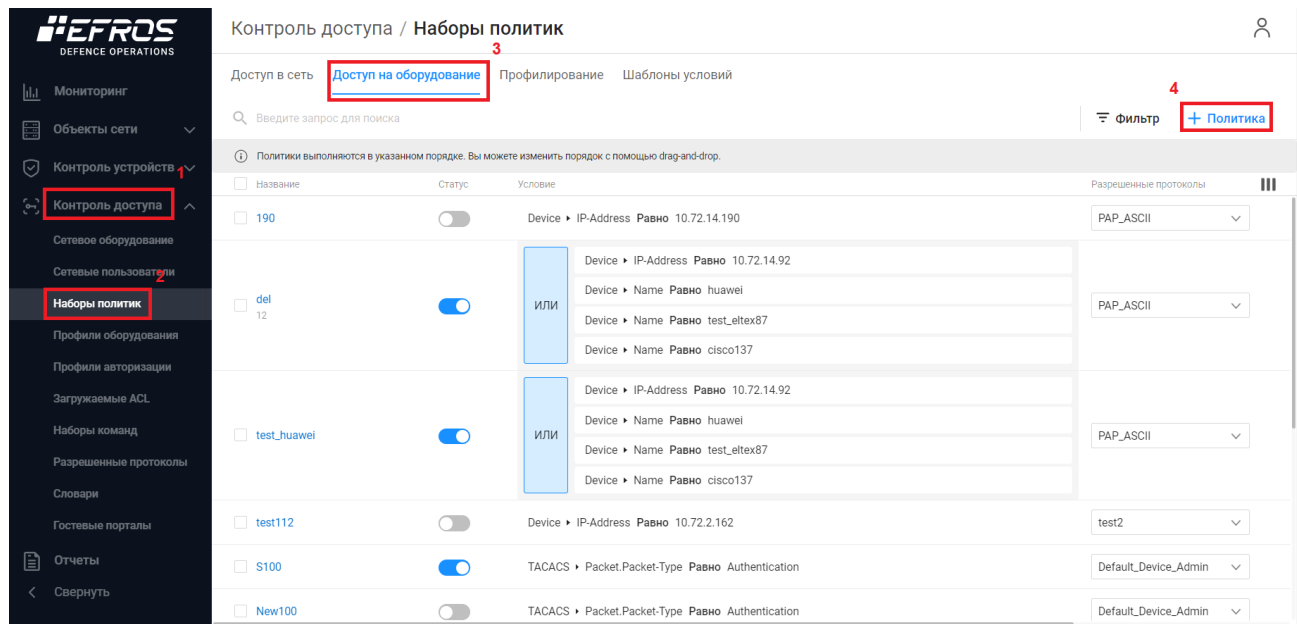 EFROS
DEFENCE OPERATIONS
Мониторинг
Объекты сети
Контроль устройств
1
Контроль доступа
Сетевое оборудование
Сетевые пользователи
2
Наборы политик
Профили оборудования
Профили авторизации
Загружаемые ACL
Наборы команд
Разрешенные протоколы
Словари
Гостевые порталы
Отчеты
Свернуть
Контроль доступа / Наборы политик
3
Доступ в сеть Доступ на оборудование Профилирование Шаблоны условий
4
Введите запрос для поиска Фильтр + Политика
Политики выполняются в указанном порядке. Вы можете изменить порядок с помощью drag-and-drop.
Название Статус Условие Разрешенные протоколы
190 Device ▸ IP-Address Равно 10.72.14.190 PAP_ASCII
Device ▸ IP-Address Равно 10.72.14.92
Device ▸ Name Равно huawei
del
12
ИЛИ
PAP_ASCII
Device ▸ Name Равно test_eltex87
Device ▸ Name Равно cisco137
Device ▸ IP-Address Равно 10.72.14.92
Device ▸ Name Равно huawei
test_huawei ИЛИ PAP_ASCII
Device ▸ Name Равно test_eltex87
Device ▸ Name Равно cisco137
test112 Device ▸ IP-Address Равно 10.72.2.162 test2
S100 TACACS ▸ Packet.Packet-Type Равно Authentication Default_Device_Admin
New100 TACACS ▸ Packet.Packet-Type Равно Authentication Default_Device_Admin